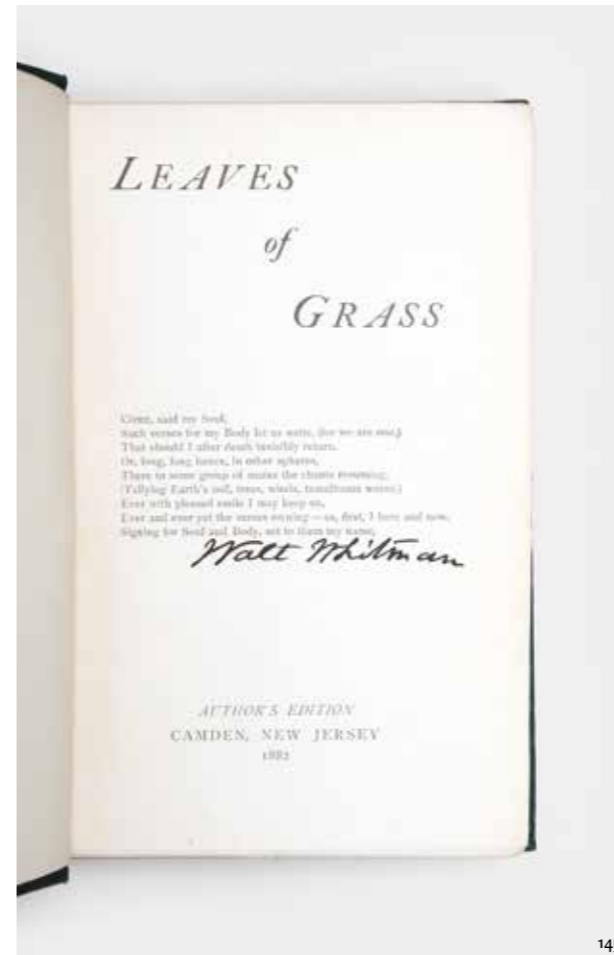 LEAVES
of
GRASS
Come, said my Soul,
Such verses for my Body let us write, (for we are one,)
That should I after death invisibly return,
Or, long, long hence, in other spheres,
There to some group of mates the chants resuming,
(Tallying Earth's soil, trees, winds, tumultuous waves,)
Ever with pleased smile I may keep on,
Ever and ever yet the verses owning — as, first, I here and now,
Signing for Soul and Body, set to them my name,
Walt Whitman
AUTHOR'S EDITION
CAMDEN, NEW JERSEY
1882